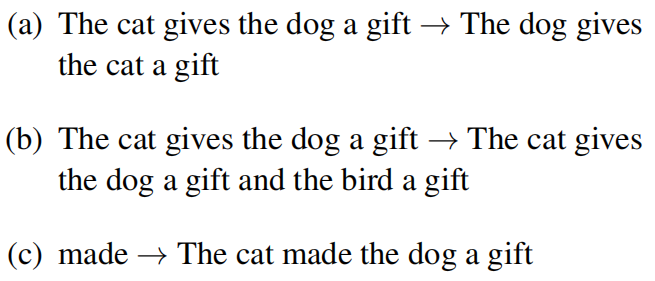 (a) The cat gives the dog a gift → The dog gives
the cat a gift
(b) The cat gives the dog a gift → The cat gives
the dog a gift and the bird a gift
(c) made → The cat made the dog a gift